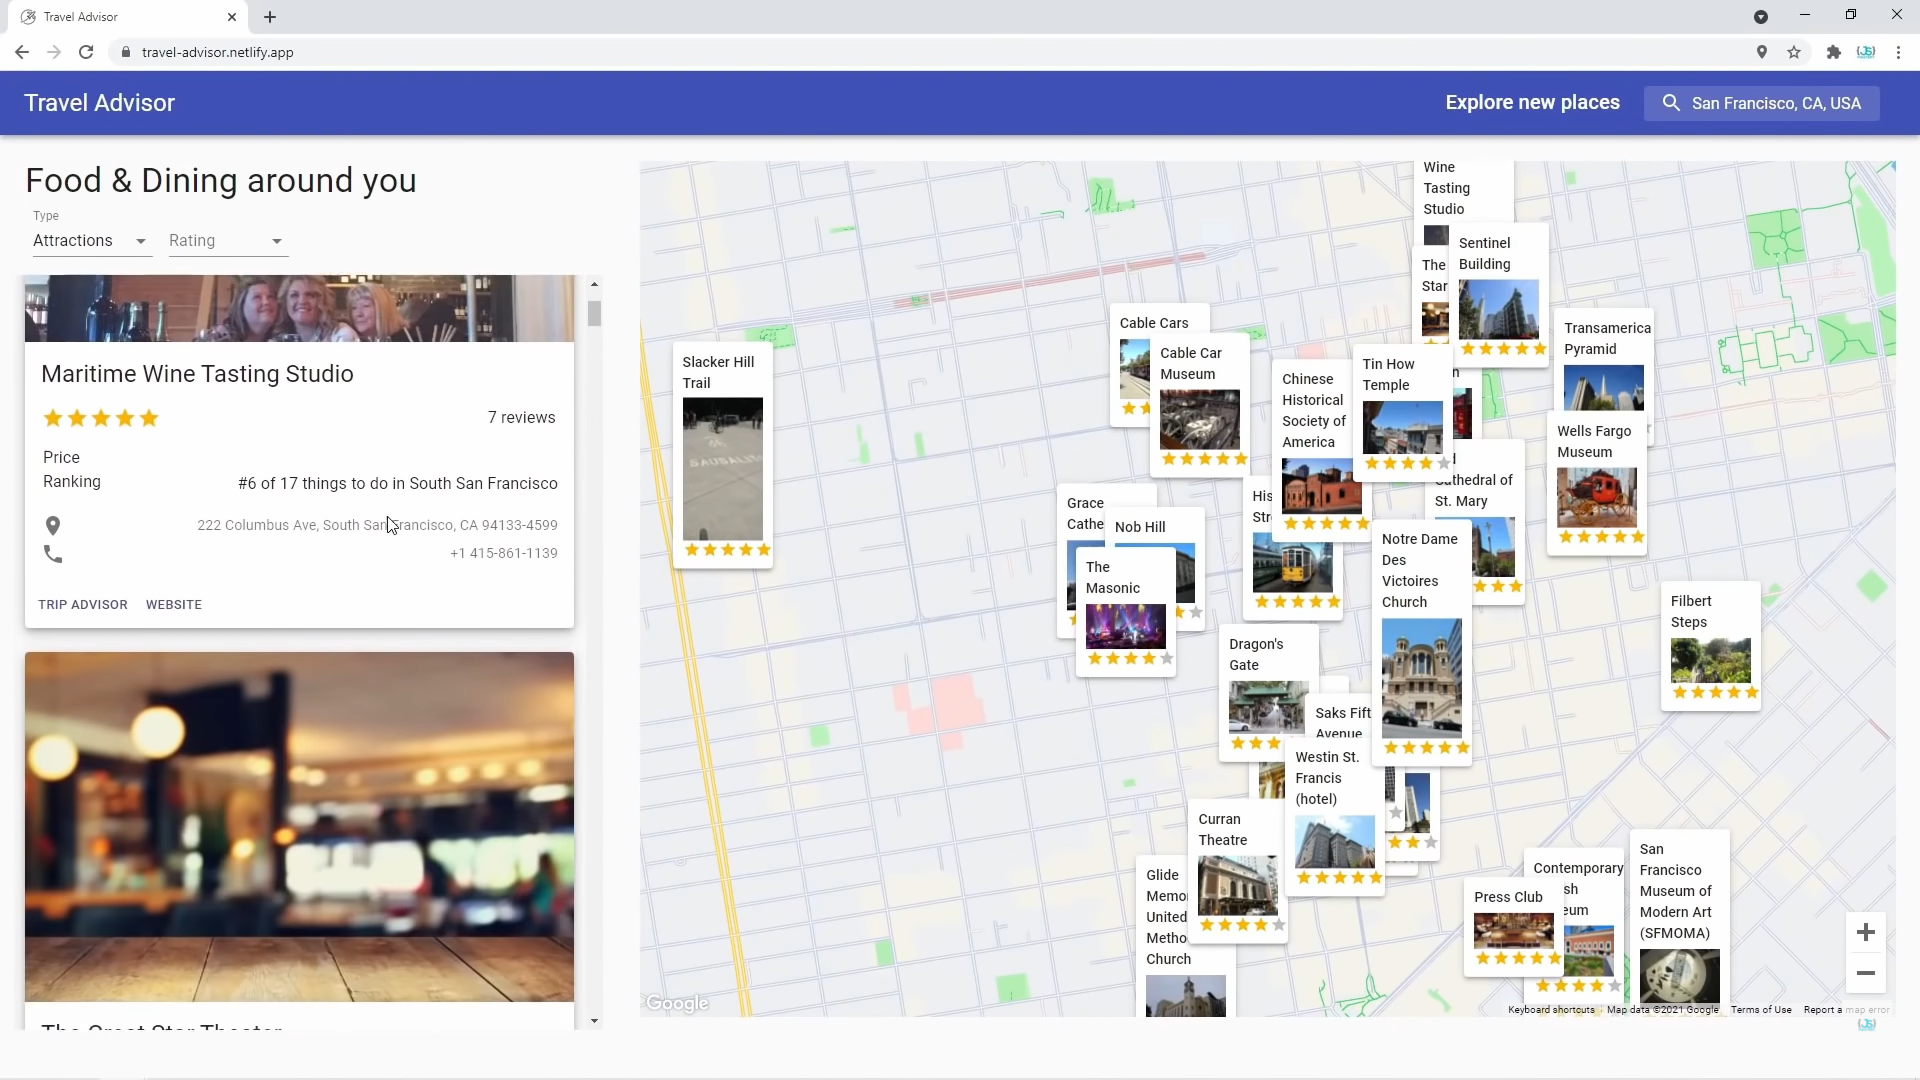 Travel Advisor
travel-advisor.netlify.app
Travel Advisor
Explore new places
San Francisco, CA, USA
Food & Dining around you
Type
Attractions
Rating
Maritime Wine Tasting Studio
7 reviews
Price
Ranking
#6 of 17 things to do in South San Francisco
222 Columbus Ave, South San Francisco, CA 94133-4599
+1 415-861-1139
TRIP ADVISOR
WEBSITE
The Great Star Theater
Wine
Tasting
Studio
Sentinel
Building
The
Star
Transamerica
Pyramid
Cable Cars
Cable Car
Museum
Slacker Hill
Trail
SAUSALITO
Chinese
Historical
Society of
America
Tin How
Temple
n
Wells Fargo
Museum
Cathedral of
St. Mary
Grace
Cathe
Nob Hill
The
Masonic
His
Str
Notre Dame
Des
Victoires
Church
Filbert
Steps
Dragon's
Gate
Saks Fift
Avenue
Westin St.
Francis
(hotel)
Curran
Theatre
Glide
Memo
United
Metho
Church
Contemporary
sh
eum
Press Club
San
Francisco
Museum of
Modern Art
(SFMOMA)
Google
Keyboard shortcuts
Map data ©2021 Google
Terms of Use
Report a map error